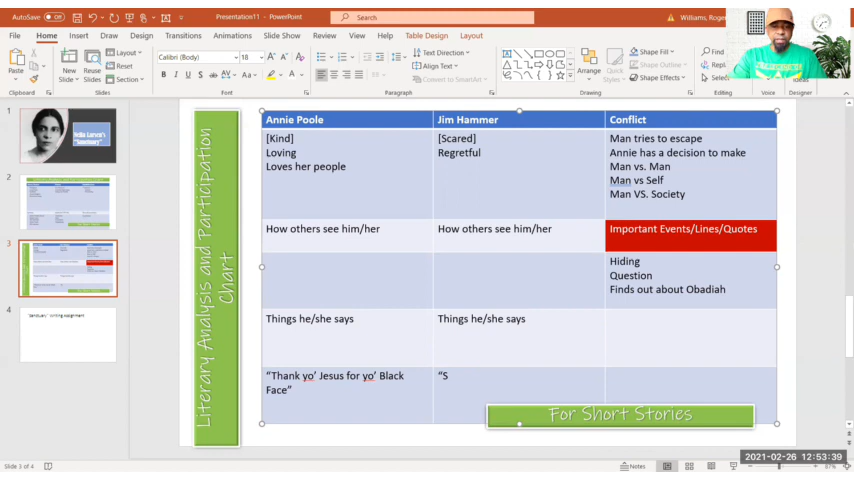 AutoSave Off
Presentation11 - PowerPoint
Search
Williams, Roger
File Home Insert Draw Design Transitions Animations Slide Show Review View Help Table Design Layout
Paste
New Slide
Reuse Slides
Layout
Reset
Section
Calibri (Body) 18
Text Direction
Align Text
Convert to SmartArt
Arrange
Quick Styles
Shape Fill
Shape Outline
Shape Effects
Find
Clipboard Slides Font Paragraph Drawing Editing Voice Designer
1
2
3
4
"Sanctuary" Writing Assignment
Literary Analysis and Participation
Chart
Annie Poole Jim Hammer Conflict
[Kind]
Loving
Loves her people
[Scared]
Regretful
Man tries to escape
Annie has a decision to make
Man vs. Man
Man vs Self
Man VS. Society
How others see him/her How others see him/her Important Events/Lines/Quotes
Hiding
Question
Finds out about Obadiah
Things he/she says Things he/she says
“Thank yo’ Jesus for yo’ Black
Face”
“S
For Short Stories
Slide 3 of 4
Notes
87%
2021-02-26 12:53:39